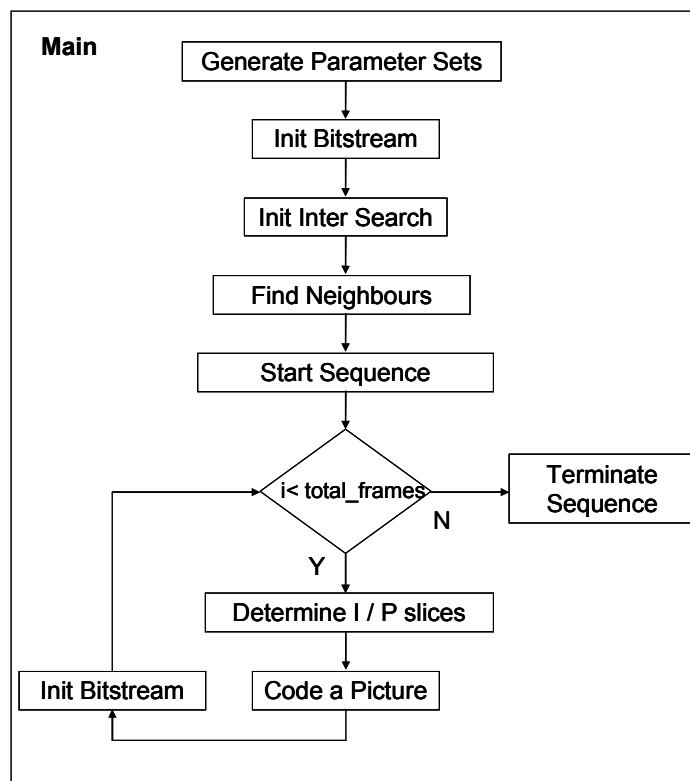 Main
Generate Parameter Sets
Init Bitstream
Init Inter Search
Find Neighbours
Start Sequence
i< total_frames
N
Terminate
Sequence
Y
Determine I / P slices
Code a Picture
Init Bitstream